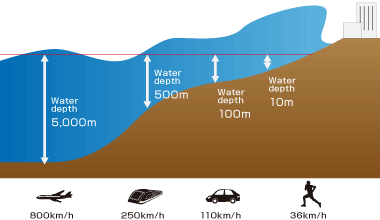 Water
depth
5,000m
Water
depth
500m
Water
depth
100m
Water
depth
10m
800km/h
250km/h
110km/h
36km/h